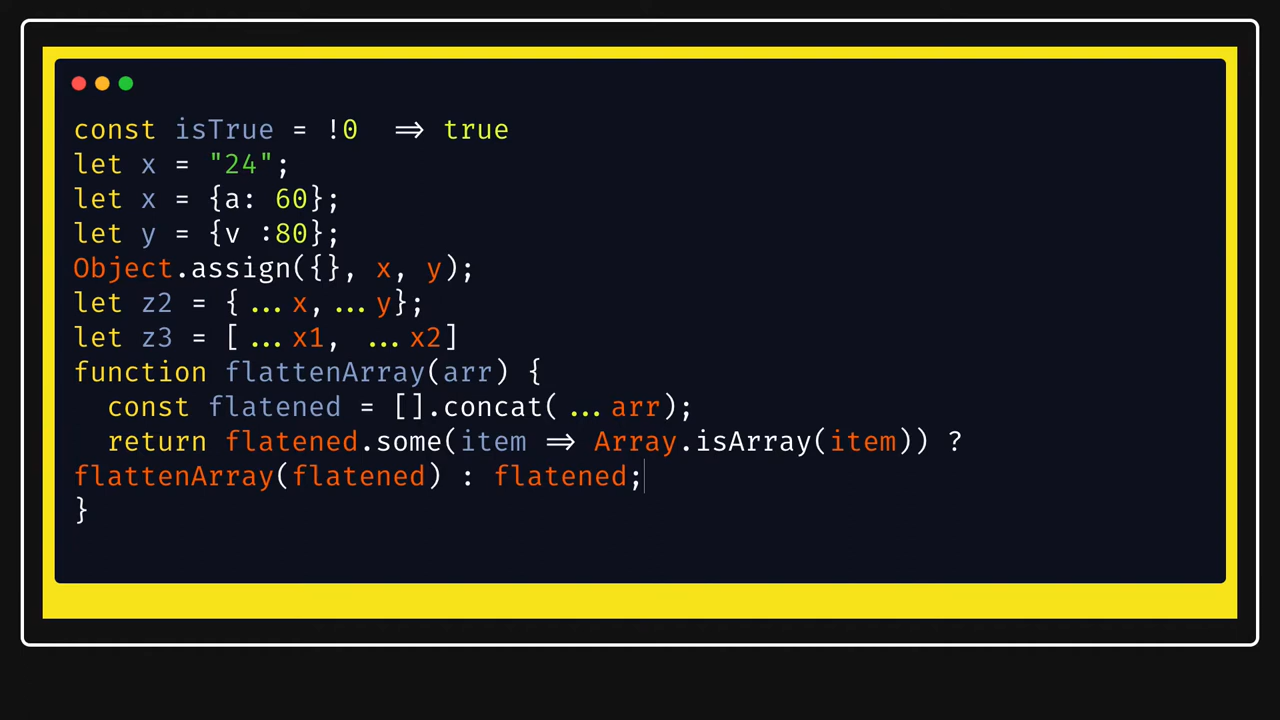 const isTrue = !0  => true
let x = "24";
let x = {a: 60};
let y = {v :80};
Object.assign({}, x, y);
let z2 = { ...x, ...y};
let z3 = [ ...x1,  ...x2]
function flattenArray(arr) {
  const flatened = [].concat( ...arr);
  return flatened.some(item => Array.isArray(item)) ?
flattenArray(flatened) : flatened;
}